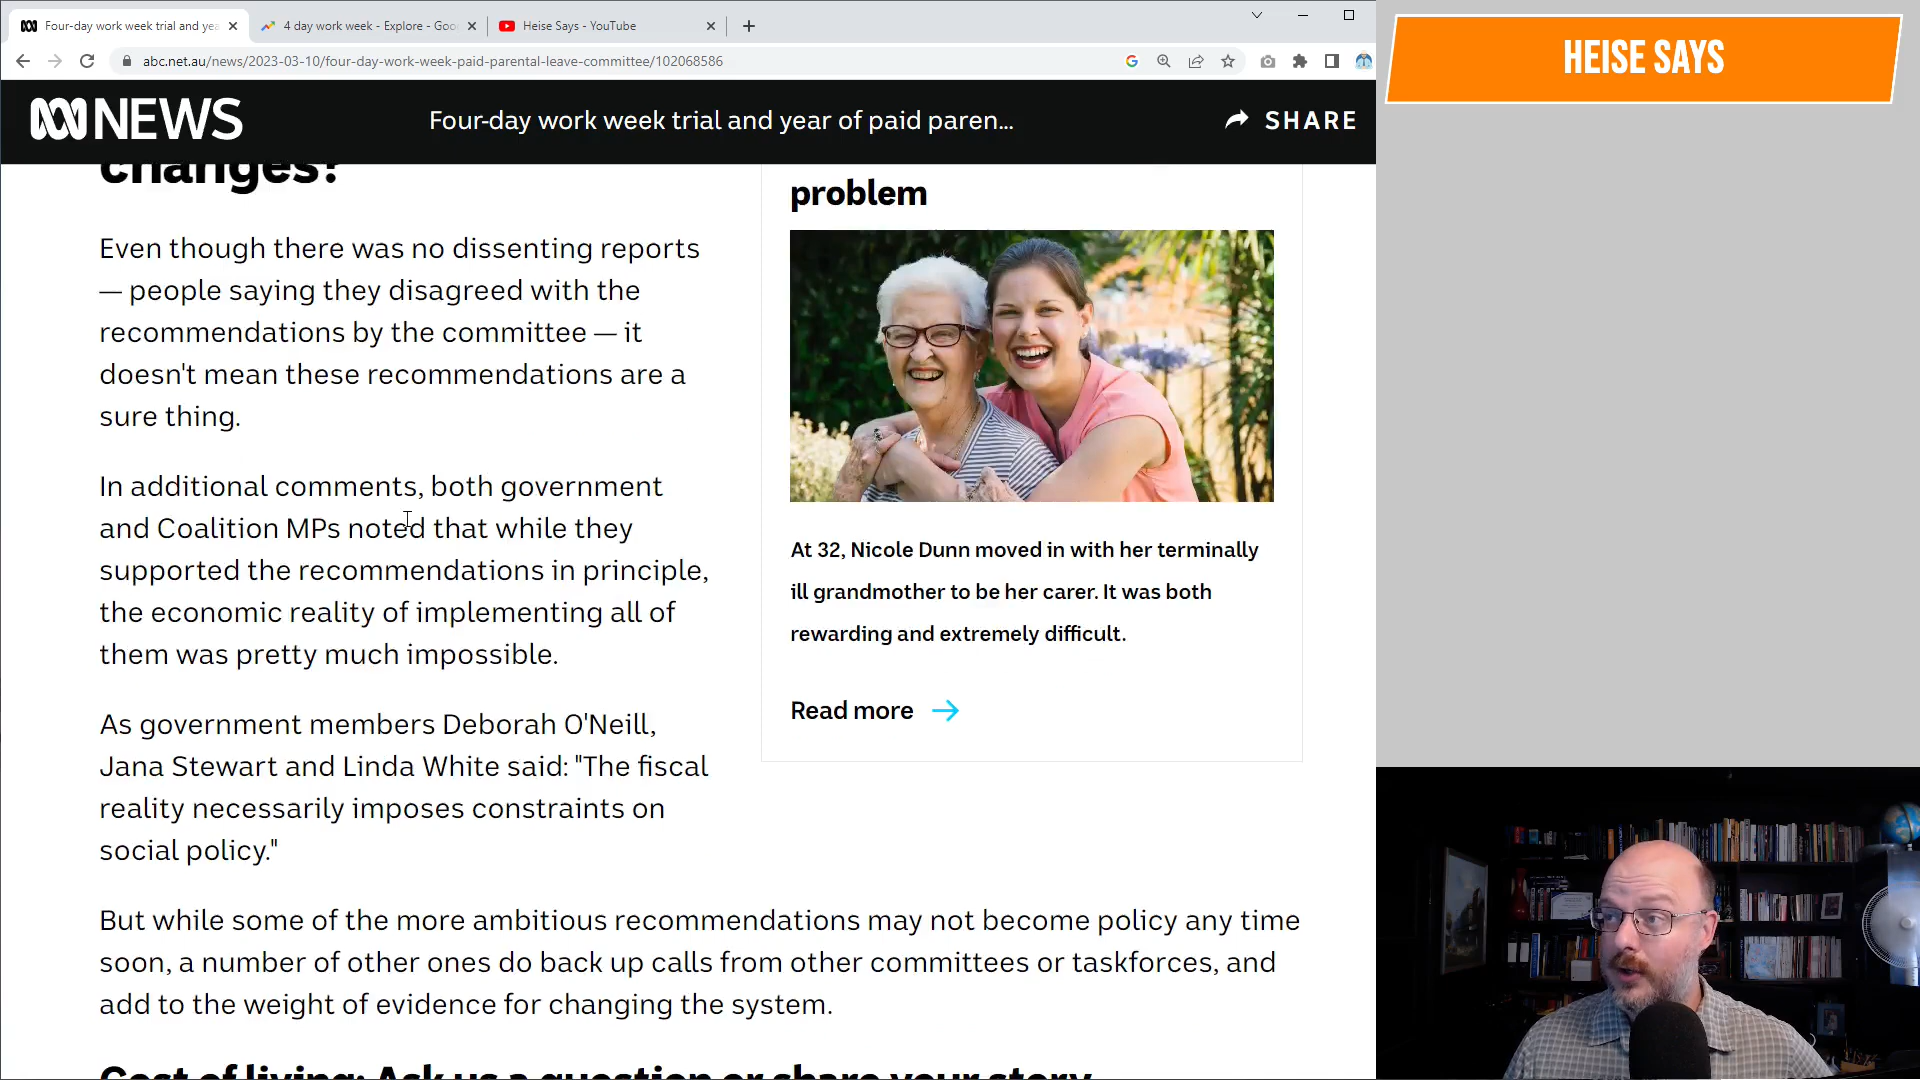 Four-day work week trial and yea
4 day work week - Explore - Goo
Heise Says - YouTube
abc.net.au/news/2023-03-10/four-day-work-week-paid-parental-leave-committee/102068586
HEISE SAYS
NEWS
Four-day work week trial and year of paid paren...
SHARE
changes?
Even though there was no dissenting reports
— people saying they disagreed with the
recommendations by the committee — it
doesn't mean these recommendations are a
sure thing.
In additional comments, both government
and Coalition MPs noted that while they
supported the recommendations in principle,
the economic reality of implementing all of
them was pretty much impossible.
As government members Deborah O'Neill,
Jana Stewart and Linda White said: "The fiscal
reality necessarily imposes constraints on
social policy."
problem
At 32, Nicole Dunn moved in with her terminally
ill grandmother to be her carer. It was both
rewarding and extremely difficult.
Read more
But while some of the more ambitious recommendations may not become policy any time
soon, a number of other ones do back up calls from other committees or taskforces, and
add to the weight of evidence for changing the system.
Cost of living: Ask us a question or share your story